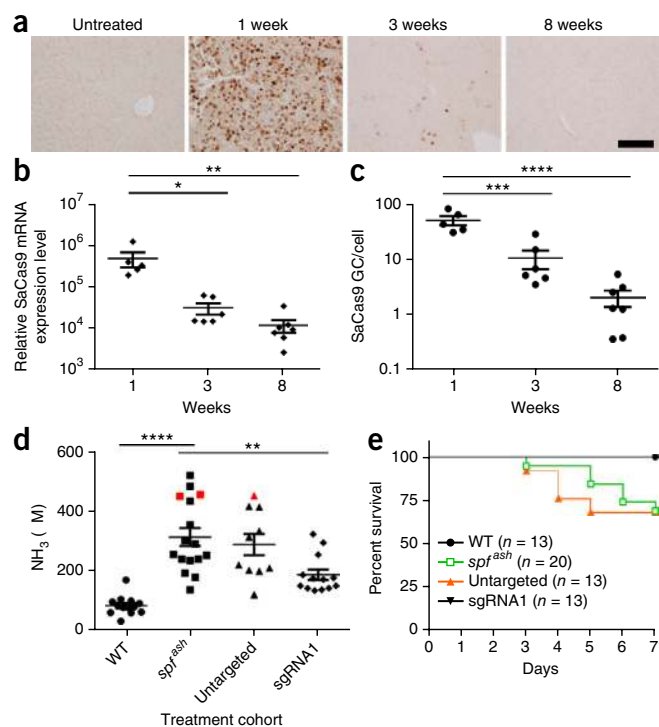 a
Untreated 1 week 3 weeks 8 weeks
b
**
*
10^7
10^6
10^5
10^4
10^3
Relative SaCas9 mRNA
expression level
1 3 8
Weeks
c
****
***
100
10
1
0.1
SaCas9 GC/cell
1 3 8
Weeks
d
****
**
600
400
200
0
NH3 ( M)
WT spf^ash Untargeted sgRNA1
Treatment cohort
e
100
75
50
25
0
Percent survival
WT (n = 13)
spf^ash (n = 20)
Untargeted (n = 13)
sgRNA1 (n = 13)
0 1 2 3 4 5 6 7
Days